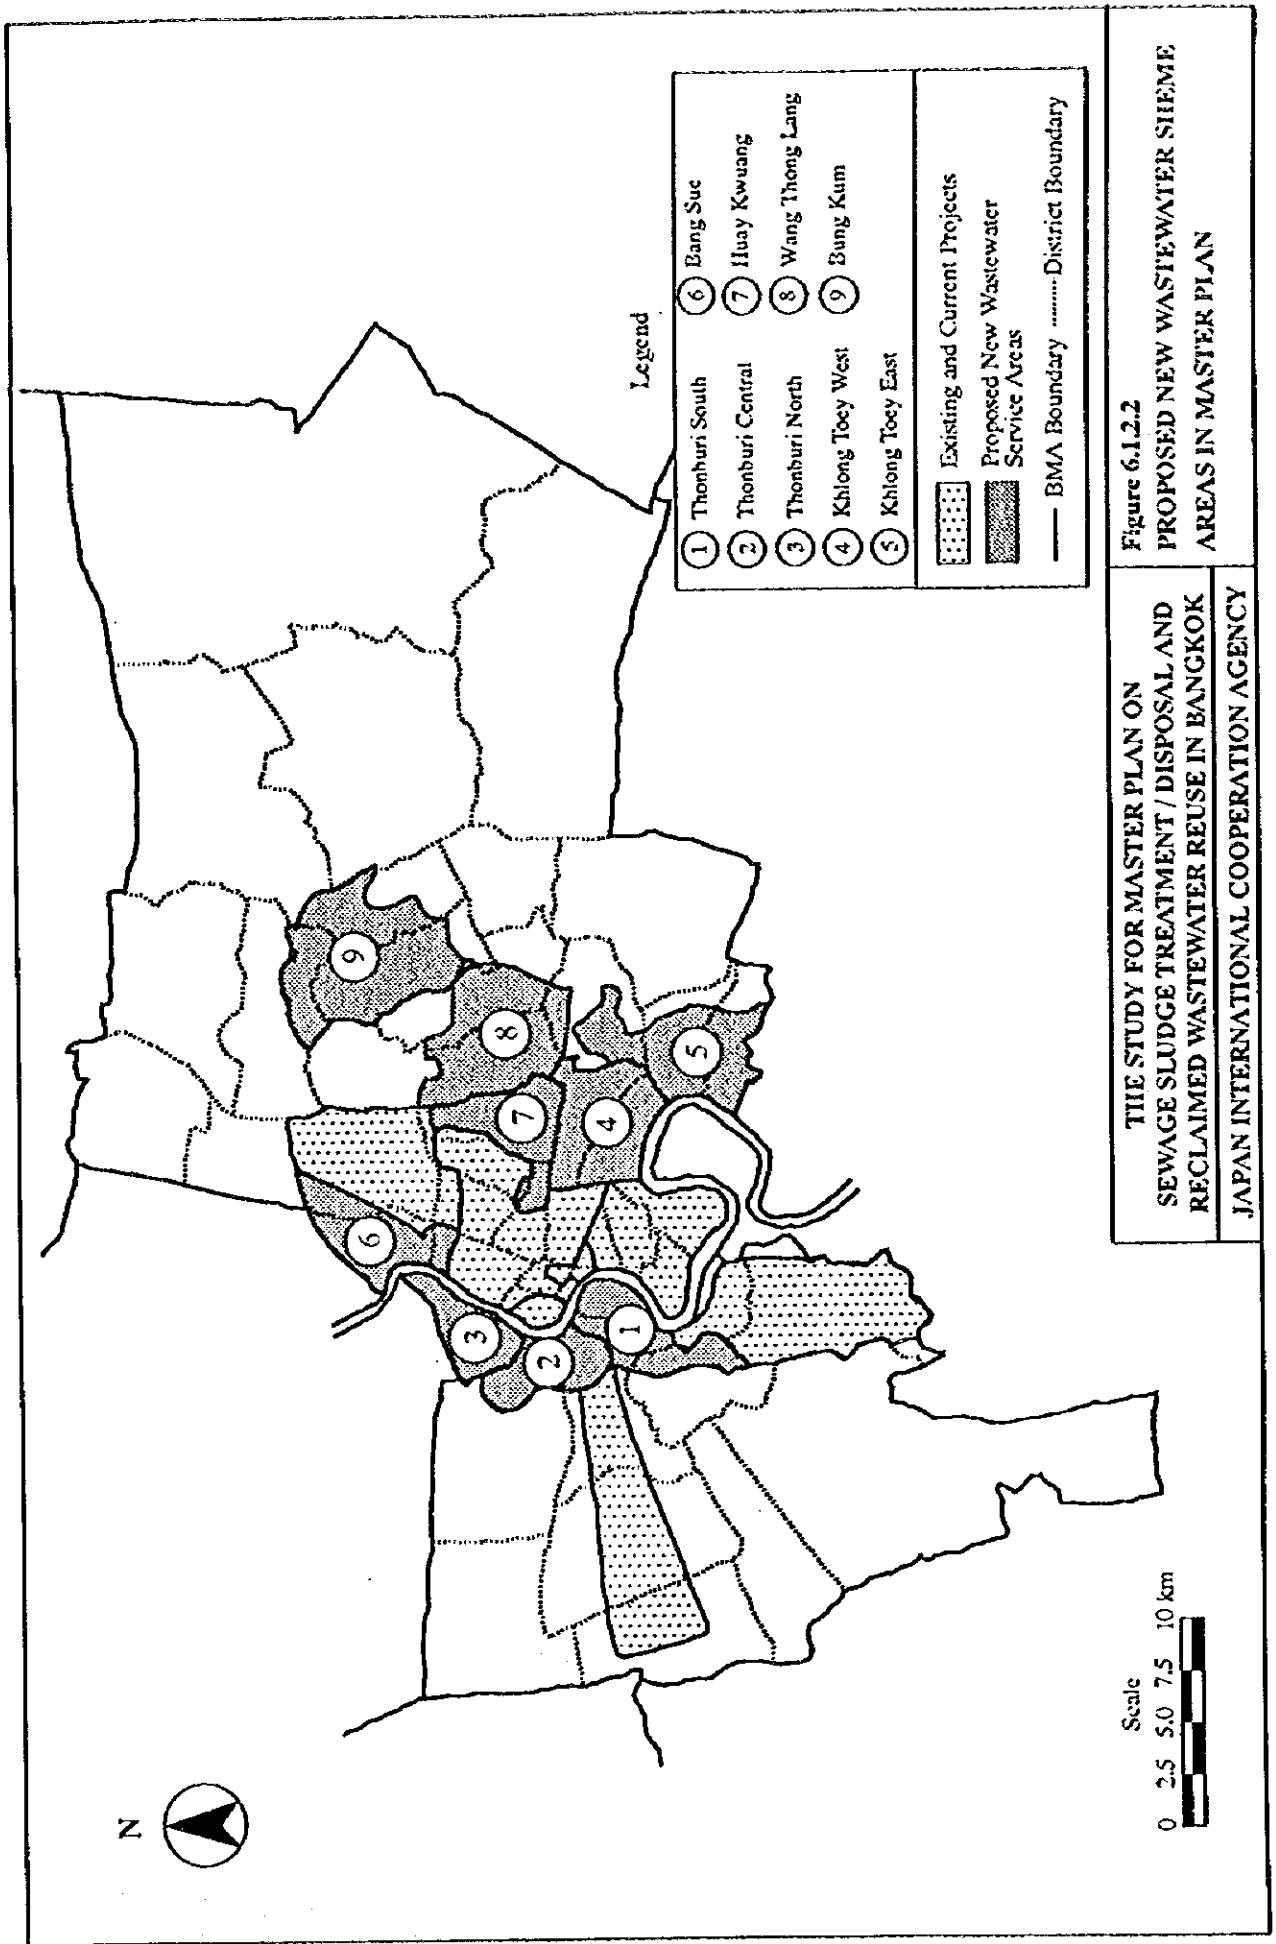 N
9
8
7
6
5
4
3
2
1
Legend
1 Thonburi South
2 Thonburi Central
3 Thonburi North
4 Khlong Toey West
5 Khlong Toey East
6 Bang Sue
7 Huay Kwuang
8 Wang Thong Lang
9 Bung Kum
Existing and Current Projects
Proposed New Wastewater
Service Areas
BMA Boundary
District Boundary
Scale
0 2.5 5.0 7.5 10 km
THE STUDY FOR MASTER PLAN ON
SEWAGE SLUDGE TREATMENT / DISPOSAL AND
RECLAIMED WASTEWATER REUSE IN BANGKOK
JAPAN INTERNATIONAL COOPERATION AGENCY
Figure 6.1.2.2
PROPOSED NEW WASTEWATER SHEME
AREAS IN MASTER PLAN